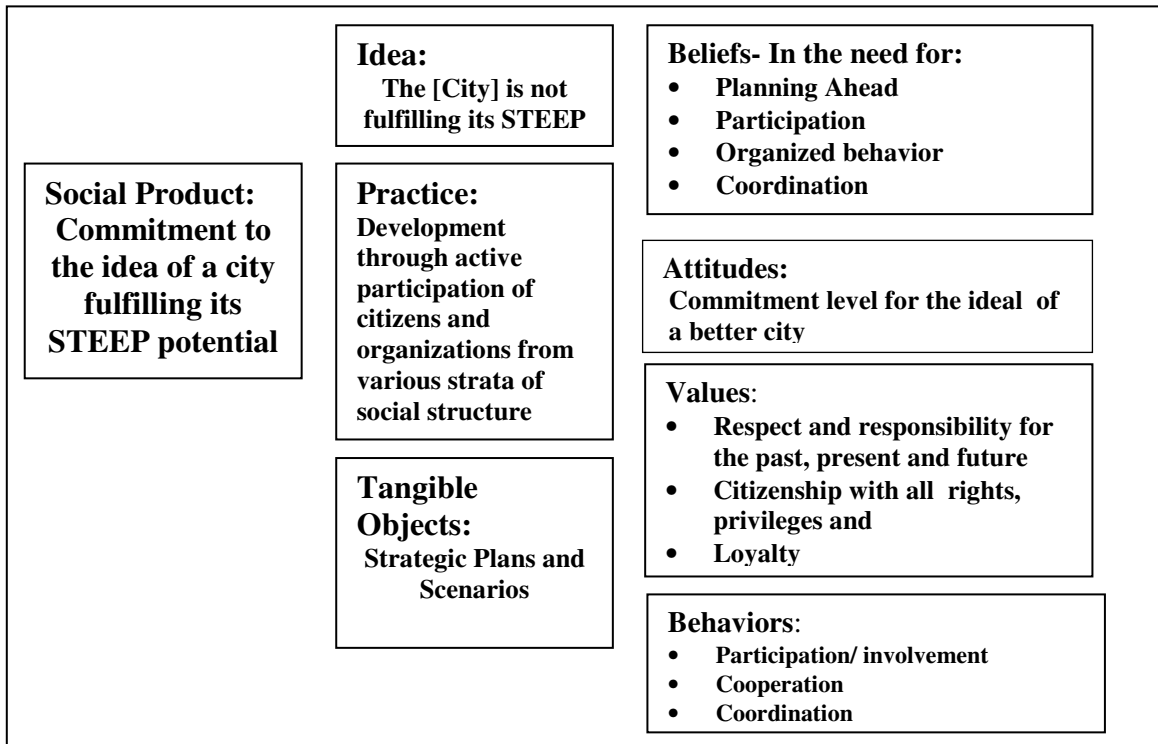 Social Product:
Commitment to
the idea of a city
fulfilling its
STEEP potential
Idea:
The [City] is not
fulfilling its STEEP
Practice:
Development
through active
participation of
citizens and
organizations from
various strata of
social structure
Tangible
Objects:
Strategic Plans and
Scenarios
Beliefs- In the need for:
• Planning Ahead
• Participation
• Organized behavior
• Coordination
Attitudes:
Commitment level for the ideal of
a better city
Values:
• Respect and responsibility for
the past, present and future
• Citizenship with all rights,
privileges and
• Loyalty
Behaviors:
• Participation/ involvement
• Cooperation
• Coordination